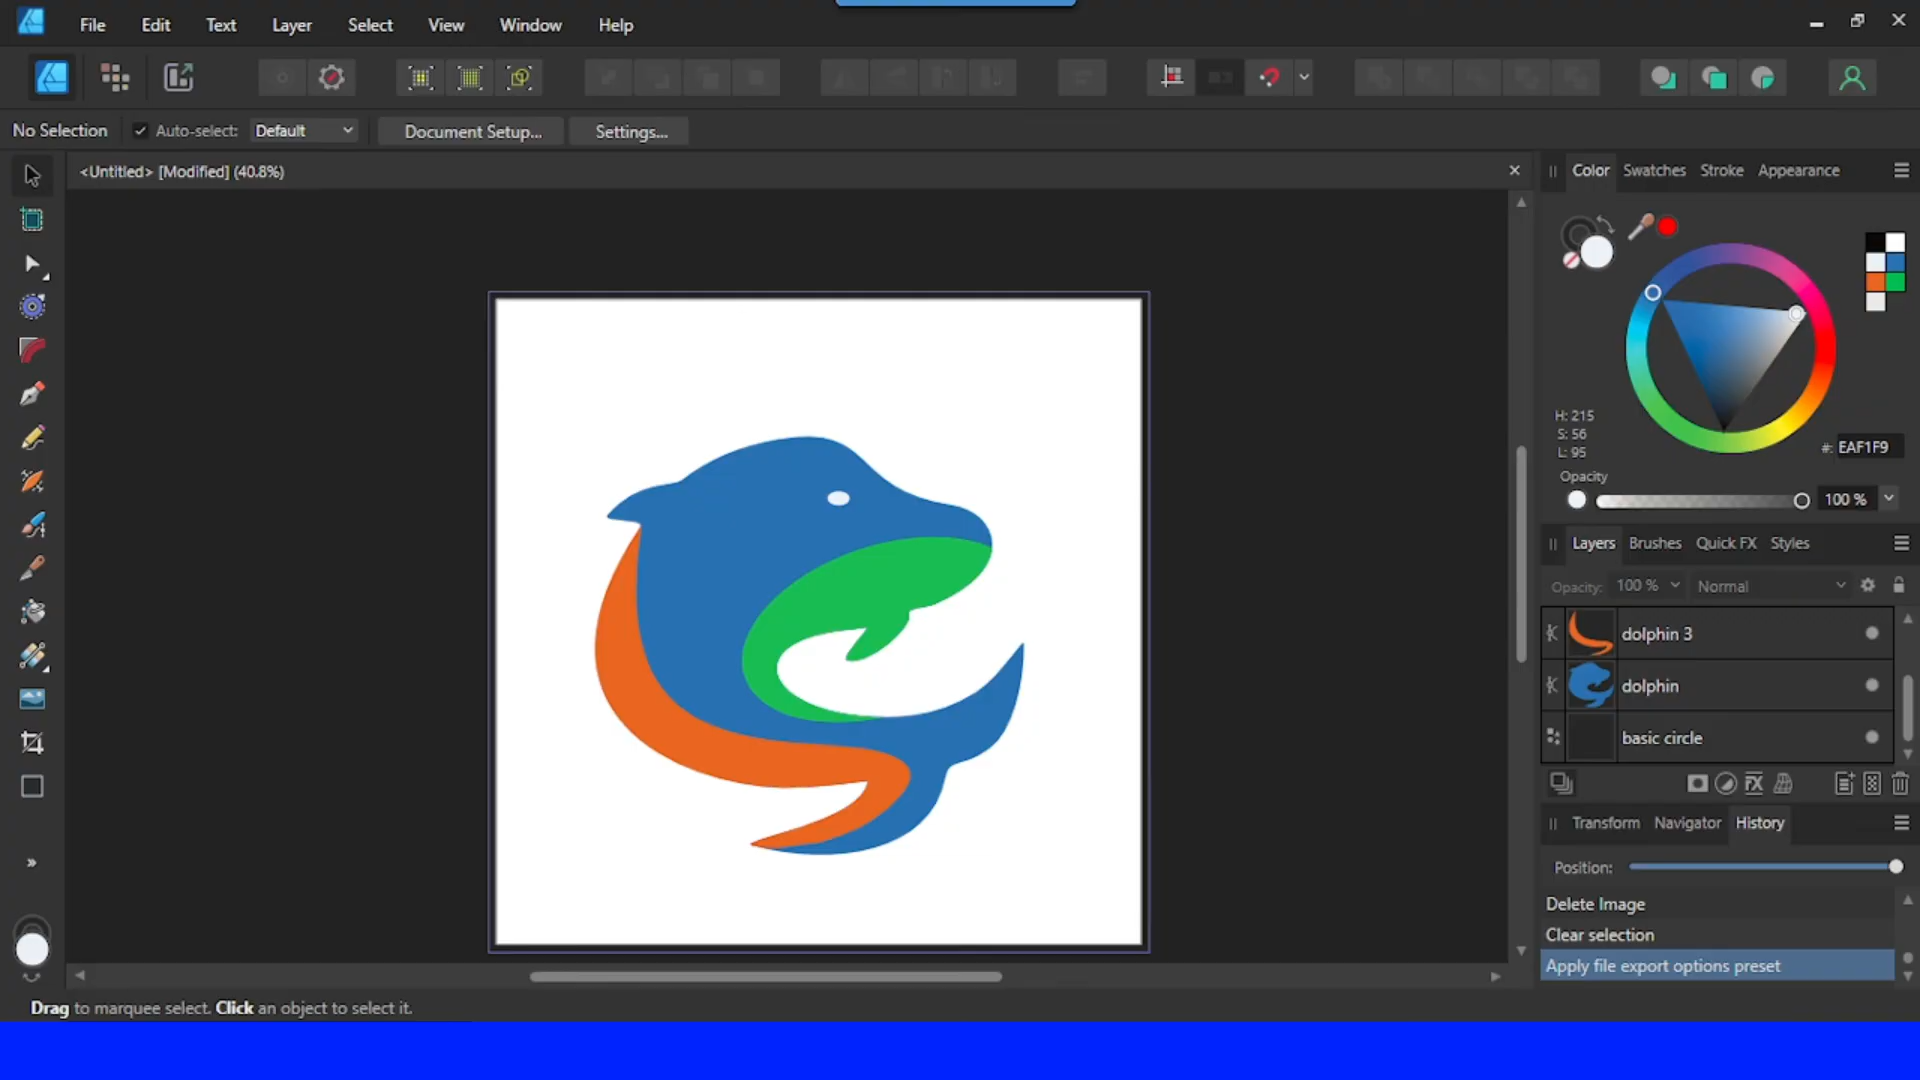 File Edit Text Layer Select View Window Help
No Selection Auto-select: Default Document Setup... Settings...
<Untitled> [Modified] (40.8%)
Color Swatches Stroke Appearance
H: 215
S: 56
L: 95
#: EAF1F9
Opacity
100 %
Layers Brushes Quick FX Styles
Opacity: 100 % Normal
dolphin 3
dolphin
basic circle
Transform Navigator History
Position:
Delete Image
Clear selection
Apply file export options preset
Drag to marquee select. Click an object to select it.